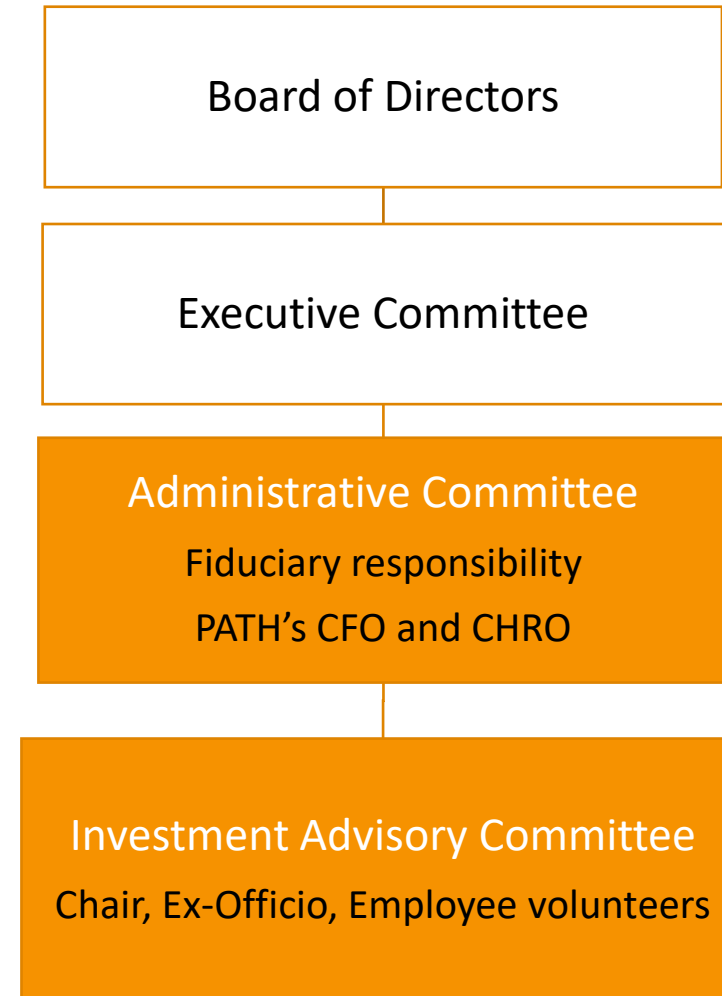 Board of Directors
Executive Committee
Administrative Committee
Fiduciary responsibility
PATH’s CFO and CHRO
Investment Advisory Committee
Chair, Ex-Officio, Employee volunteers